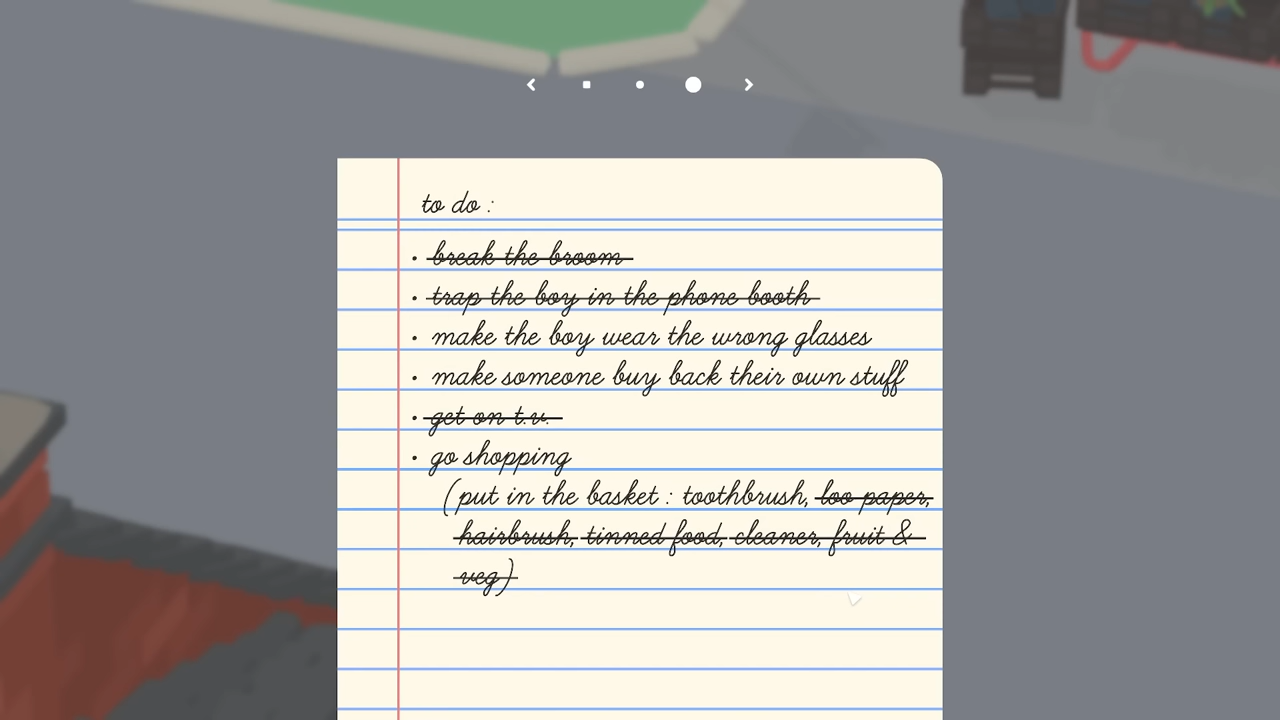 to do :
• break the broom
• trap the boy in the phone booth
• make the boy wear the wrong glasses
• make someone buy back their own stuff
• get on t.v.
• go shopping
(put in the basket : toothbrush, loo paper,
hairbrush, tinned food, cleaner, fruit &
veg)